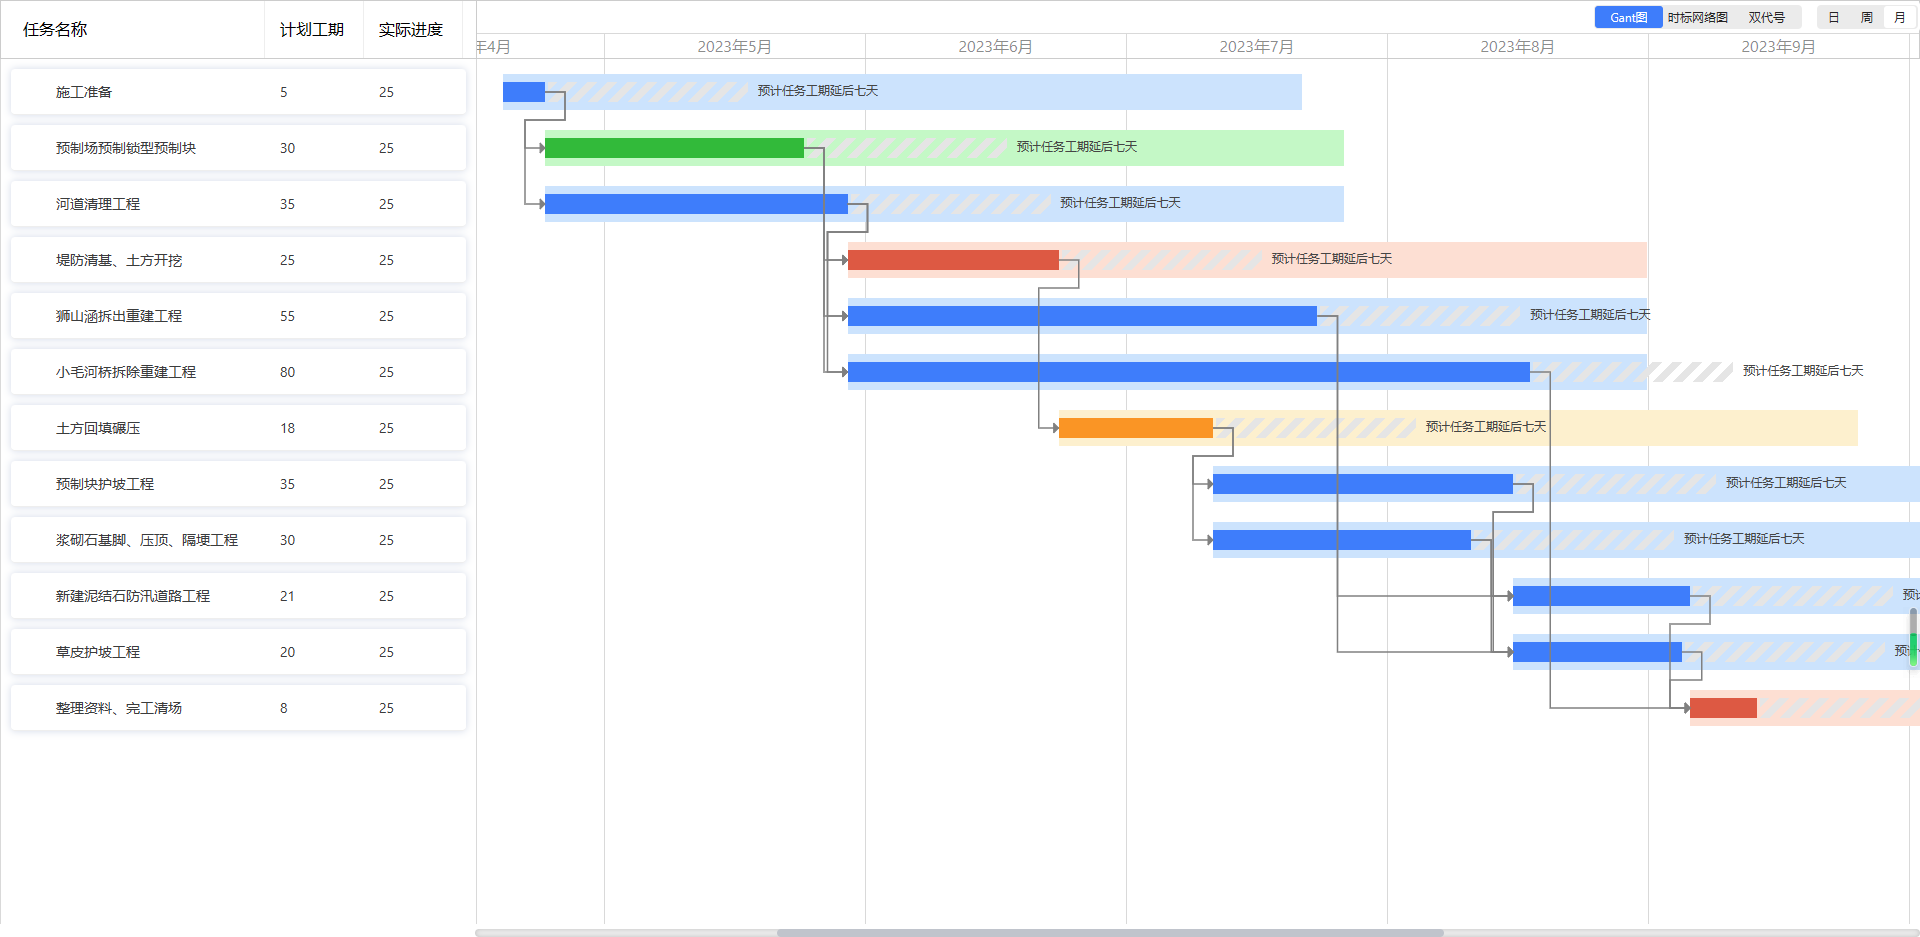 Gant图 时标网络图 双代号 日 周 月
任务名称 计划工期 实际进度
年4月 2023年5月 2023年6月 2023年7月 2023年8月 2023年9月
施工准备 5 25 预计任务工期延后七天
预制场预制锁型预制块 30 25 预计任务工期延后七天
河道清理工程 35 25 预计任务工期延后七天
堤防清基、土方开挖 25 25 预计任务工期延后七天
狮山涵拆出重建工程 55 25 预计任务工期延后七天
小毛河桥拆除重建工程 80 25 预计任务工期延后七天
土方回填碾压 18 25 预计任务工期延后七天
预制块护坡工程 35 25 预计任务工期延后七天
浆砌石基脚、压顶、隔埂工程 30 25 预计任务工期延后七天
新建泥结石防汛道路工程 21 25 预计
草皮护坡工程 20 25 预
整理资料、完工清场 8 25